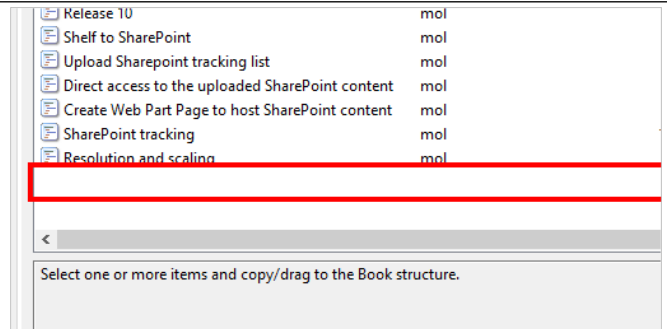 Release 10 mol
Shelf to SharePoint mol
Upload Sharepoint tracking list mol
Direct access to the uploaded SharePoint content mol
Create Web Part Page to host SharePoint content mol
SharePoint tracking mol
Resolution and scaling mol
Select one or more items and copy/drag to the Book structure.